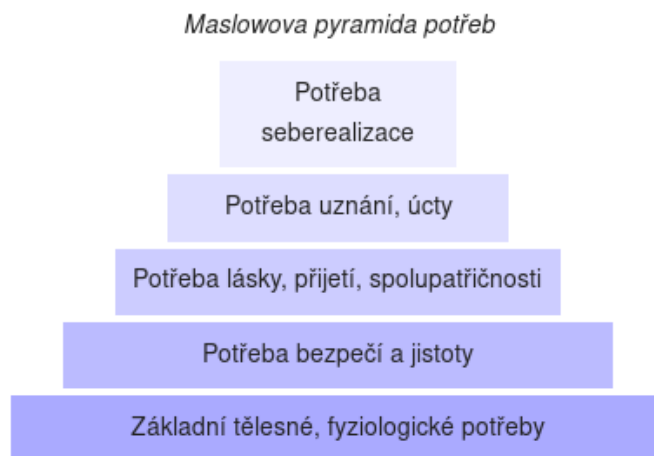 Maslowova pyramida potřeb
Potřeba
seberealizace
Potřeba uznání, úcty
Potřeba lásky, přijetí, spolupatřičnosti
Potřeba bezpečí a jistoty
Základní tělesné, fyziologické potřeby